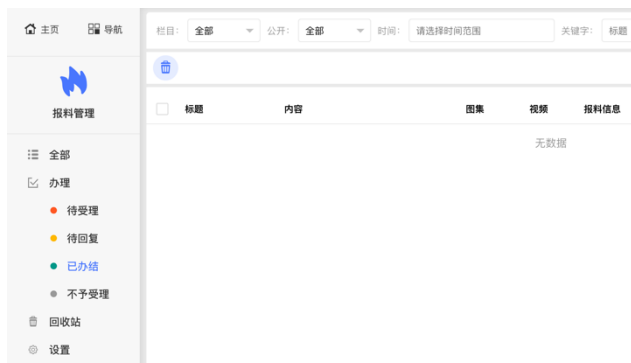 主页 导航
栏目： 全部 公开： 全部 时间： 请选择时间范围 关键字： 标题
报料管理
标题 内容 图集 视频 报料信息
无数据
全部
办理
待受理
待回复
已办结
不予受理
回收站
设置